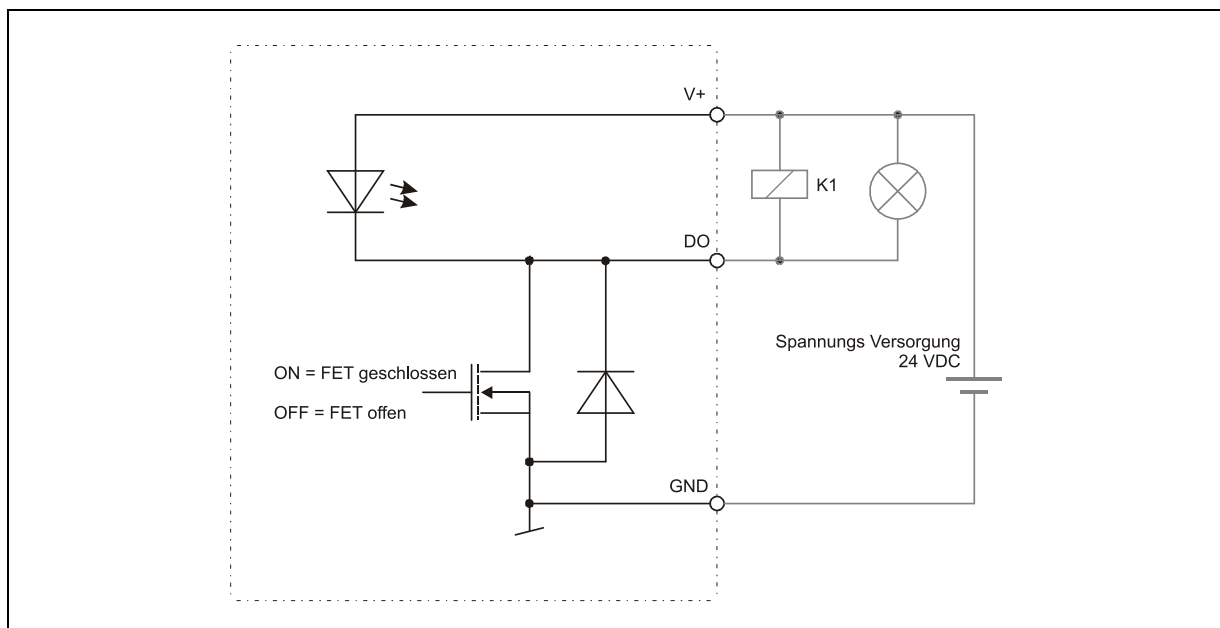 V+
K1
DO
Spannungs Versorgung
24 VDC
ON = FET geschlossen
OFF = FET offen
GND